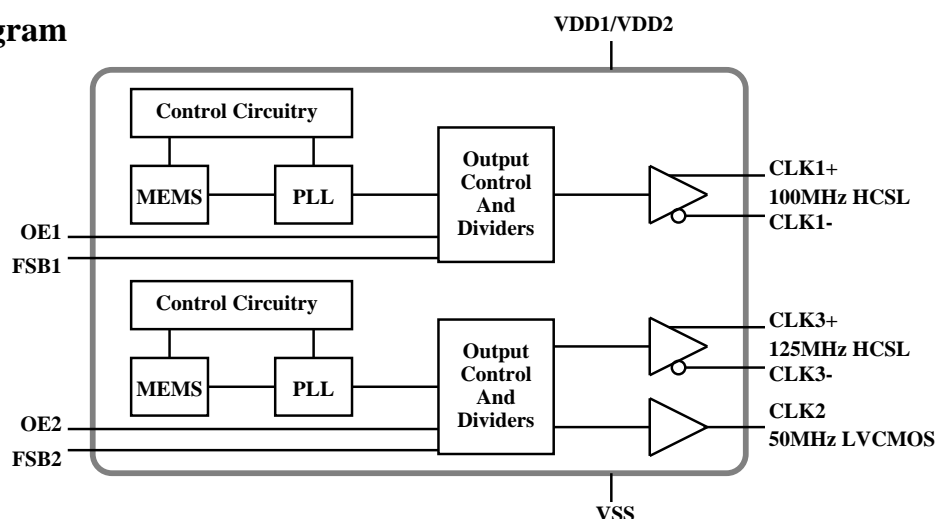 gram
VDD1/VDD2
Control Circuitry
MEMS
PLL
Output
Control
And
Dividers
CLK1+
100MHz HCSL
CLK1-
OE1
FSB1
Control Circuitry
MEMS
PLL
Output
Control
And
Dividers
CLK3+
125MHz HCSL
CLK3-
CLK2
50MHz LVCMOS
OE2
FSB2
VSS